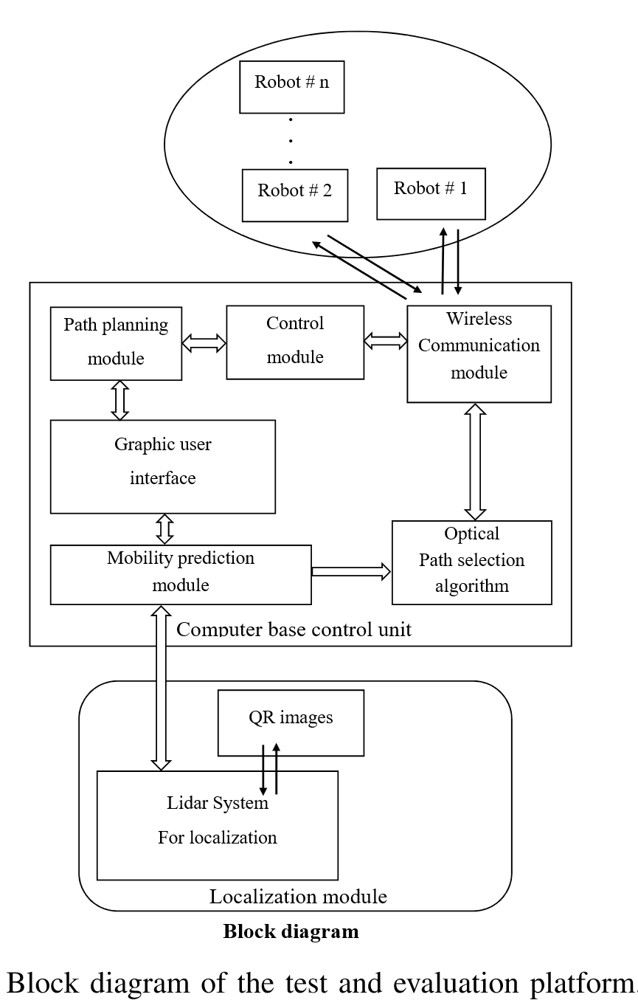 Robot # n
.
.
.
Robot # 2
Robot # 1
Path planning
module
Control
module
Wireless
Communication
module
Graphic user
interface
Mobility prediction
module
Optical
Path selection
algorithm
Computer base control unit
QR images
Lidar System
For localization
Localization module
Block diagram
Block diagram of the test and evaluation platform.